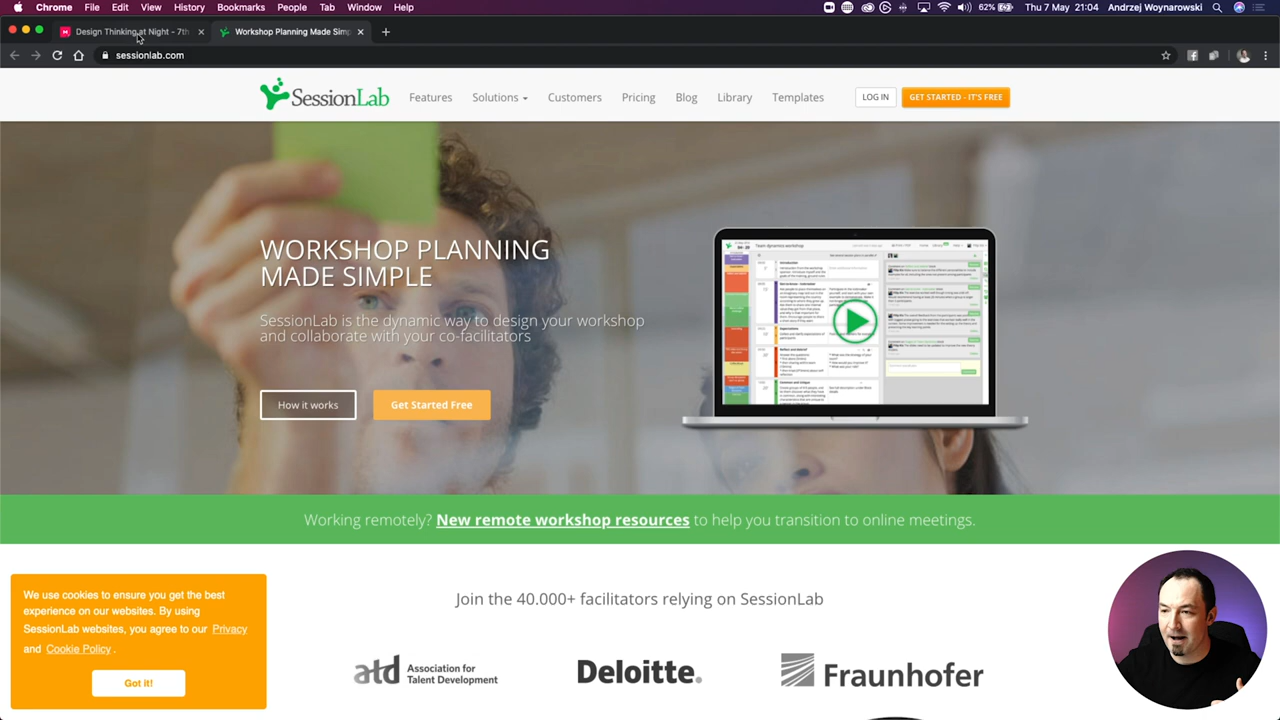 Chrome File Edit View History Bookmarks People Tab Window Help
62% Thu 7 May 21:04 Andrzej Woynarowski
Design Thinking at Night - 7th
Workshop Planning Made Simp
sessionlab.com
SessionLab
Features
Solutions
Customers
Pricing
Blog
Library
Templates
LOG IN
GET STARTED - IT'S FREE
WORKSHOP PLANNING
MADE SIMPLE
SessionLab is the dynamic way to design your workshop
and collaborate with your co-facilitators
How it works
Get Started Free
Team dynamics workshop
Working remotely? New remote workshop resources to help you transition to online meetings.
We use cookies to ensure you get the best
experience on our websites. By using
SessionLab websites, you agree to our Privacy
and Cookie Policy .
Got it!
Join the 40.000+ facilitators relying on SessionLab
atd Association for
Talent Development
Deloitte.
Fraunhofer